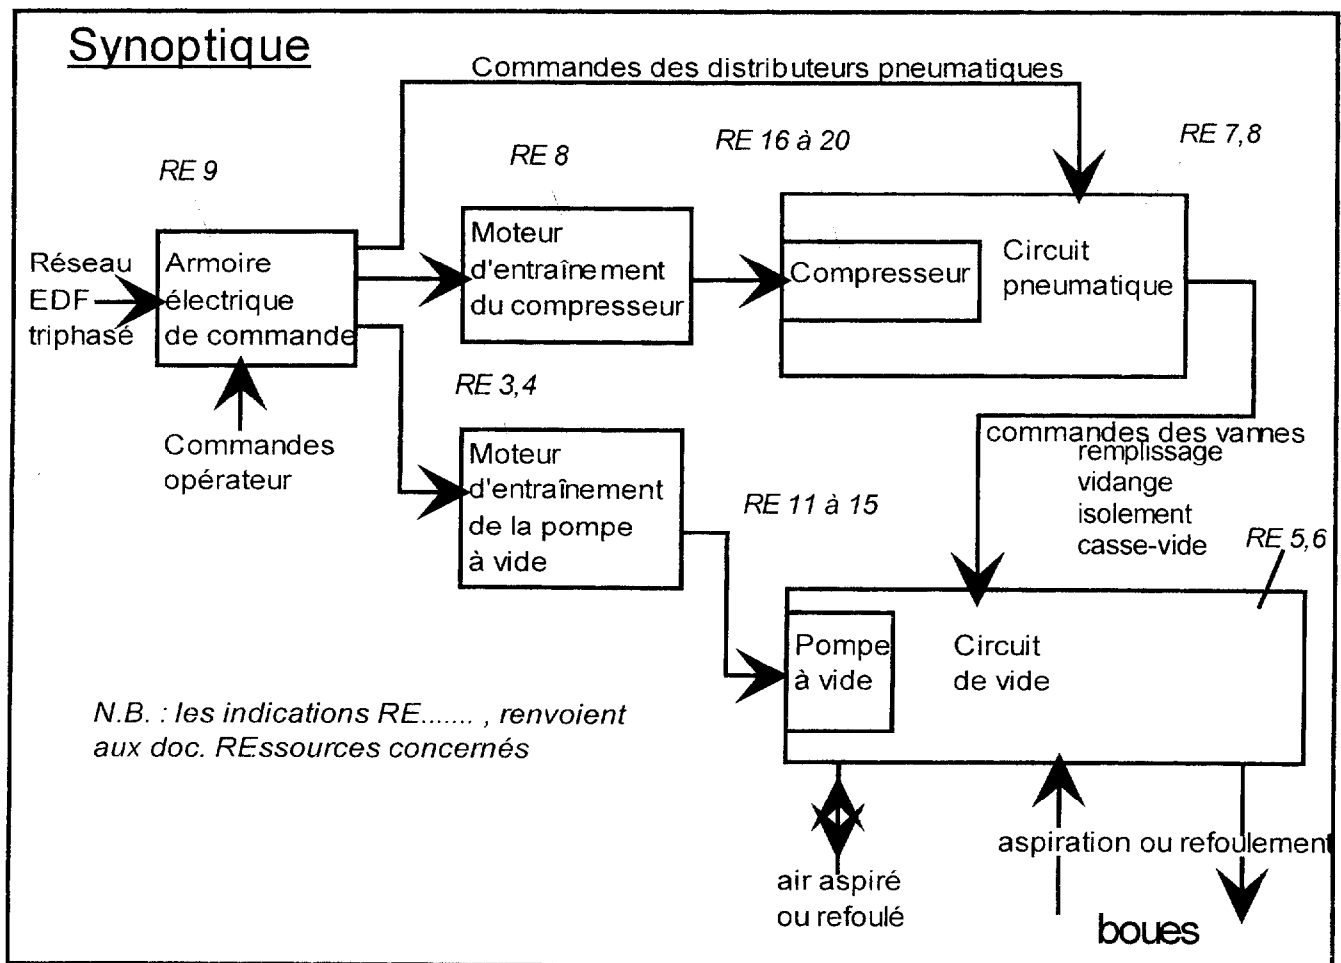 Synoptique
Commandes des distributeurs pneumatiques
RE 16 à 20
RE 7,8
RE 8
RE 9
Réseau
EDF
triphasé
Armoire
électrique
de commande
Moteur
d'entraînement
du compresseur
Compresseur
Circuit
pneumatique
RE 3,4
Commandes
opérateur
Moteur
d'entraînement
de la pompe
à vide
RE 11 à 15
commandes des vannes
remplissage
vidange
isolement
casse-vide
RE 5,6
Pompe
à vide
Circuit
de vide
N.B. : les indications RE....... , renvoient
aux doc. REssources concernés
air aspiré
ou refoulé
aspiration ou refoulement
boues